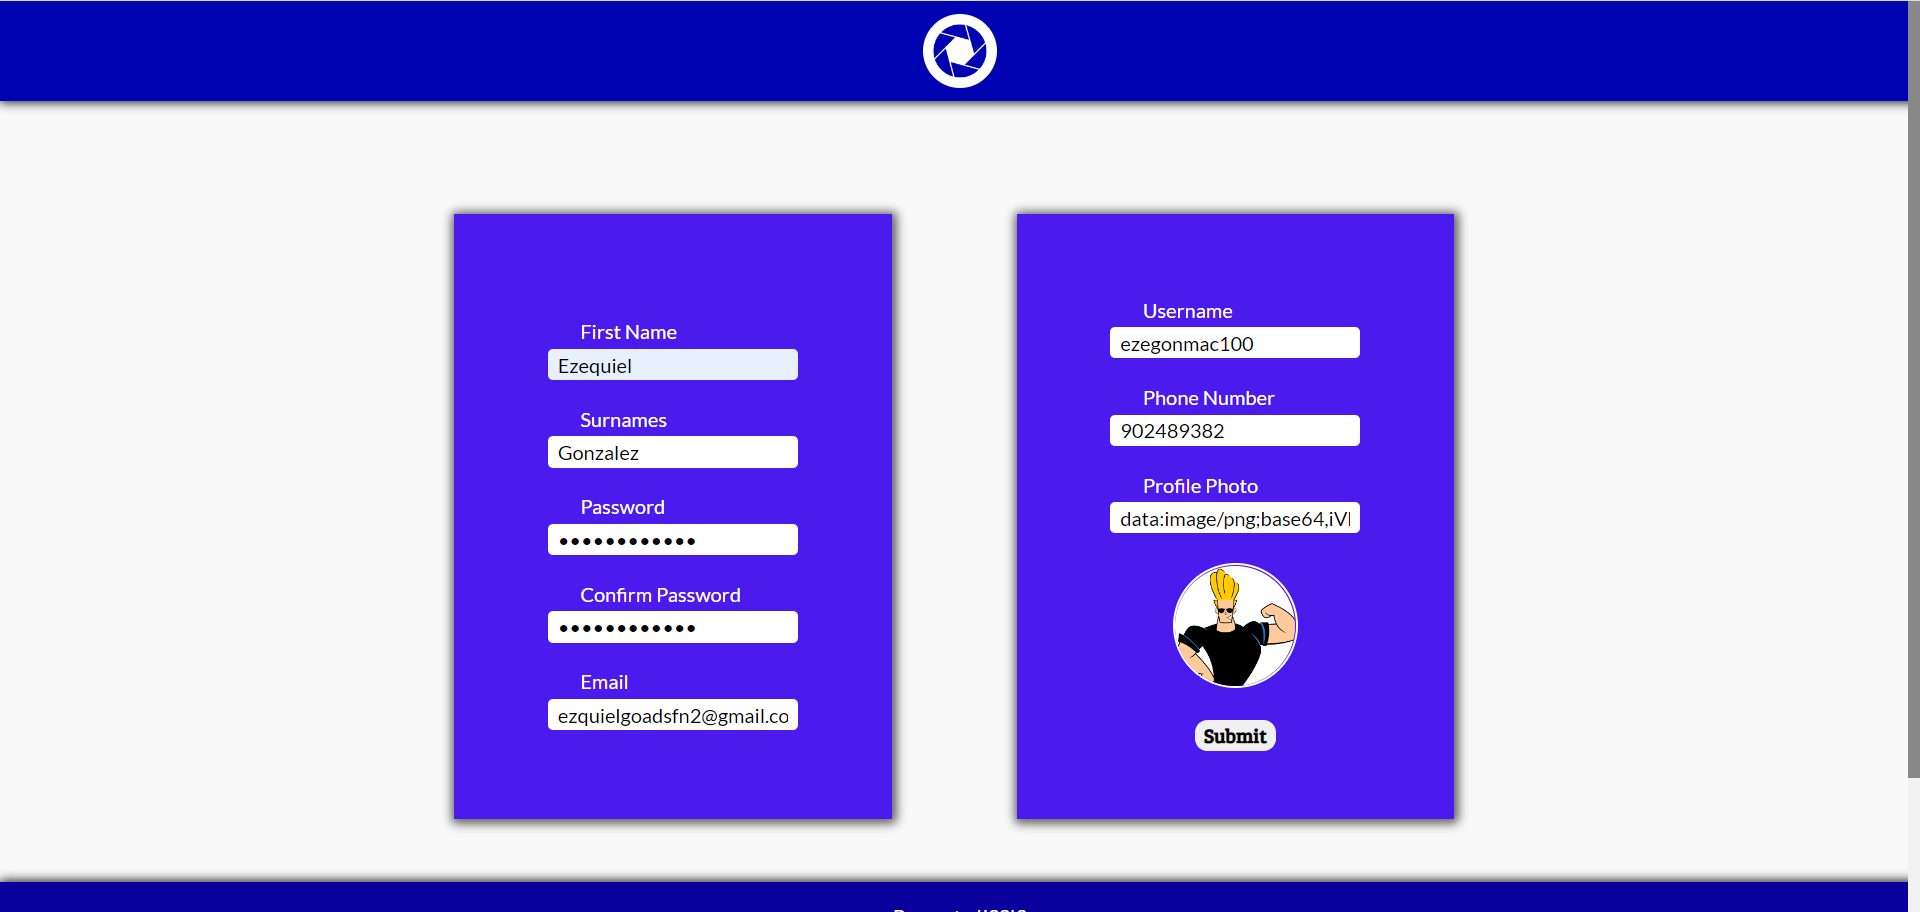 First Name
Ezequiel
Surnames
Gonzalez
Password
••••••••••••
Confirm Password
••••••••••••
Email
ezquielgoadsfn2@gmail.co
Username
ezegonmac100
Phone Number
902489382
Profile Photo
data:image/png;base64,iVI
Submit